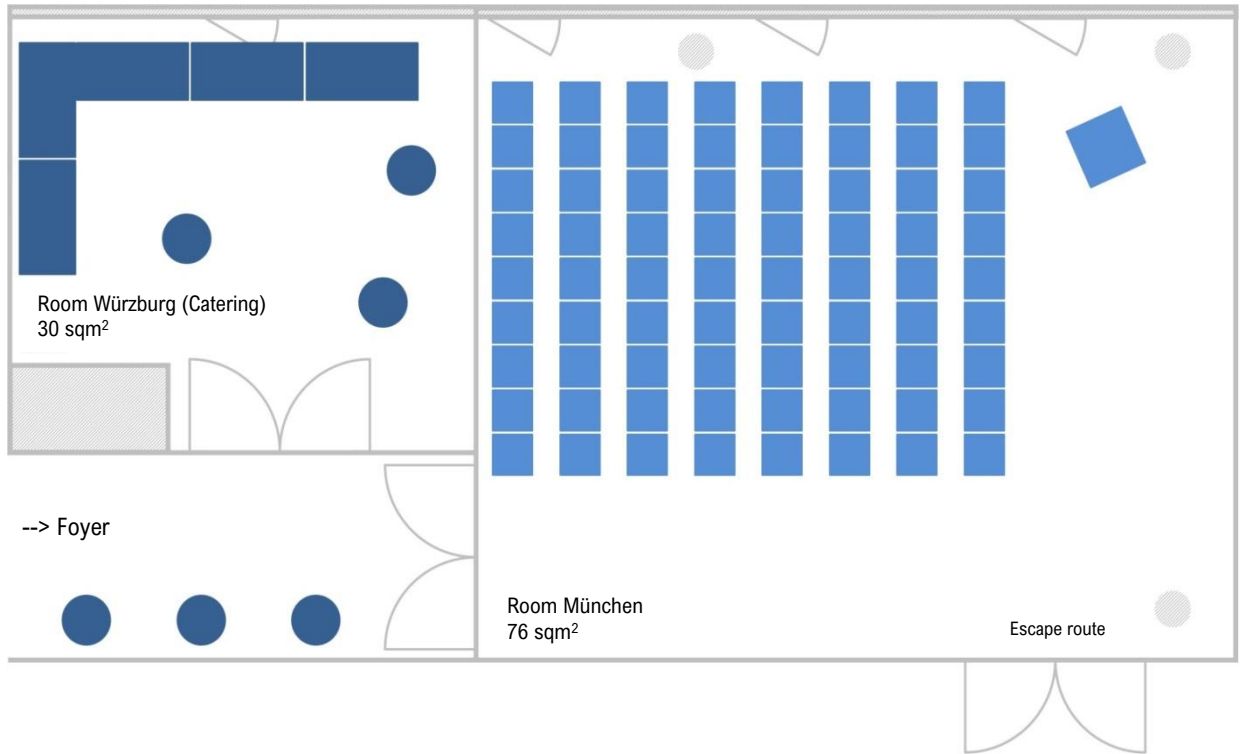 Room Würzburg (Catering)
30 sqm²
--> Foyer
Room München
76 sqm²
Escape route